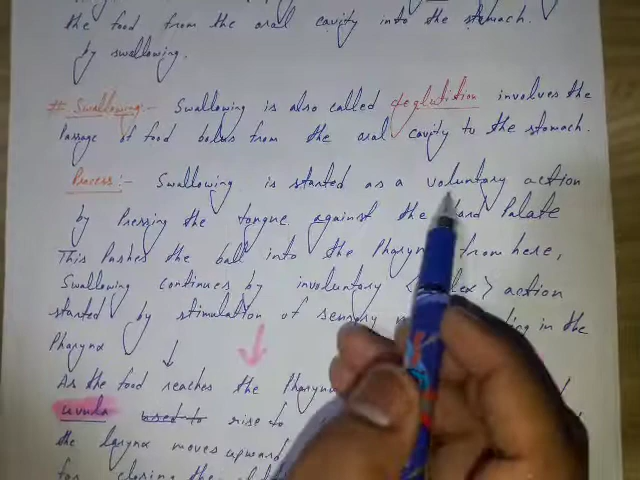 the food from the oral cavity into the stomach.
by swallowing.
# Swallowing:- Swallowing is also called deglutition involves the
Passage of food bolus from the oral cavity to the stomach.
Process:- Swallowing is started as a voluntary action
by Pressing the tongue against the hard Palate
This Pushes the ball into the Pharynx from here,
Swallowing continues by involuntary < > action
started by stimulation of sensory in the
Pharynx
As the food reaches the
uvula used to rise to
the larynx moves upward
for closing the